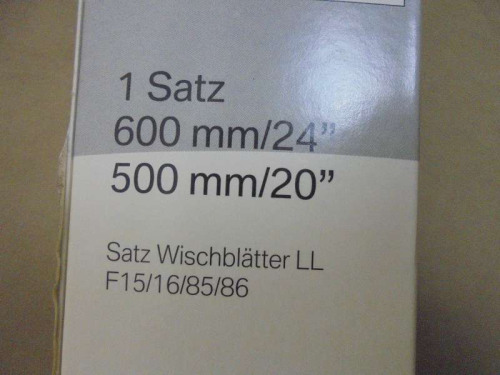 1 Satz
600 mm/24”
500 mm/20”
Satz Wischblätter LL
F15/16/85/86